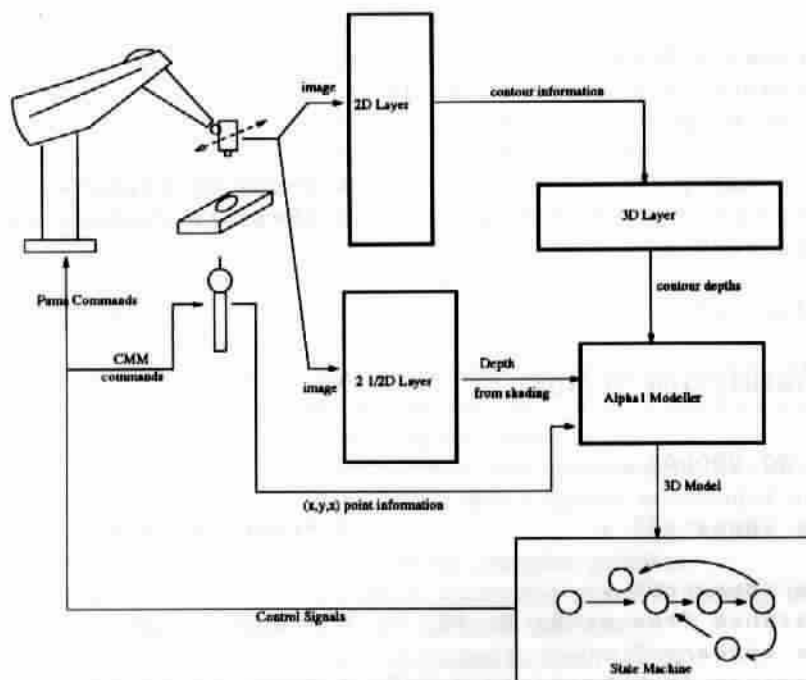 image
2D Layer
contour information
3D Layer
contour depths
Puma Commands
CMM
commands
image
2 1/2D Layer
Depth
from shading
Alpha1 Modeller
3D Model
(x,y,x) point information
Control Signals
State Machine